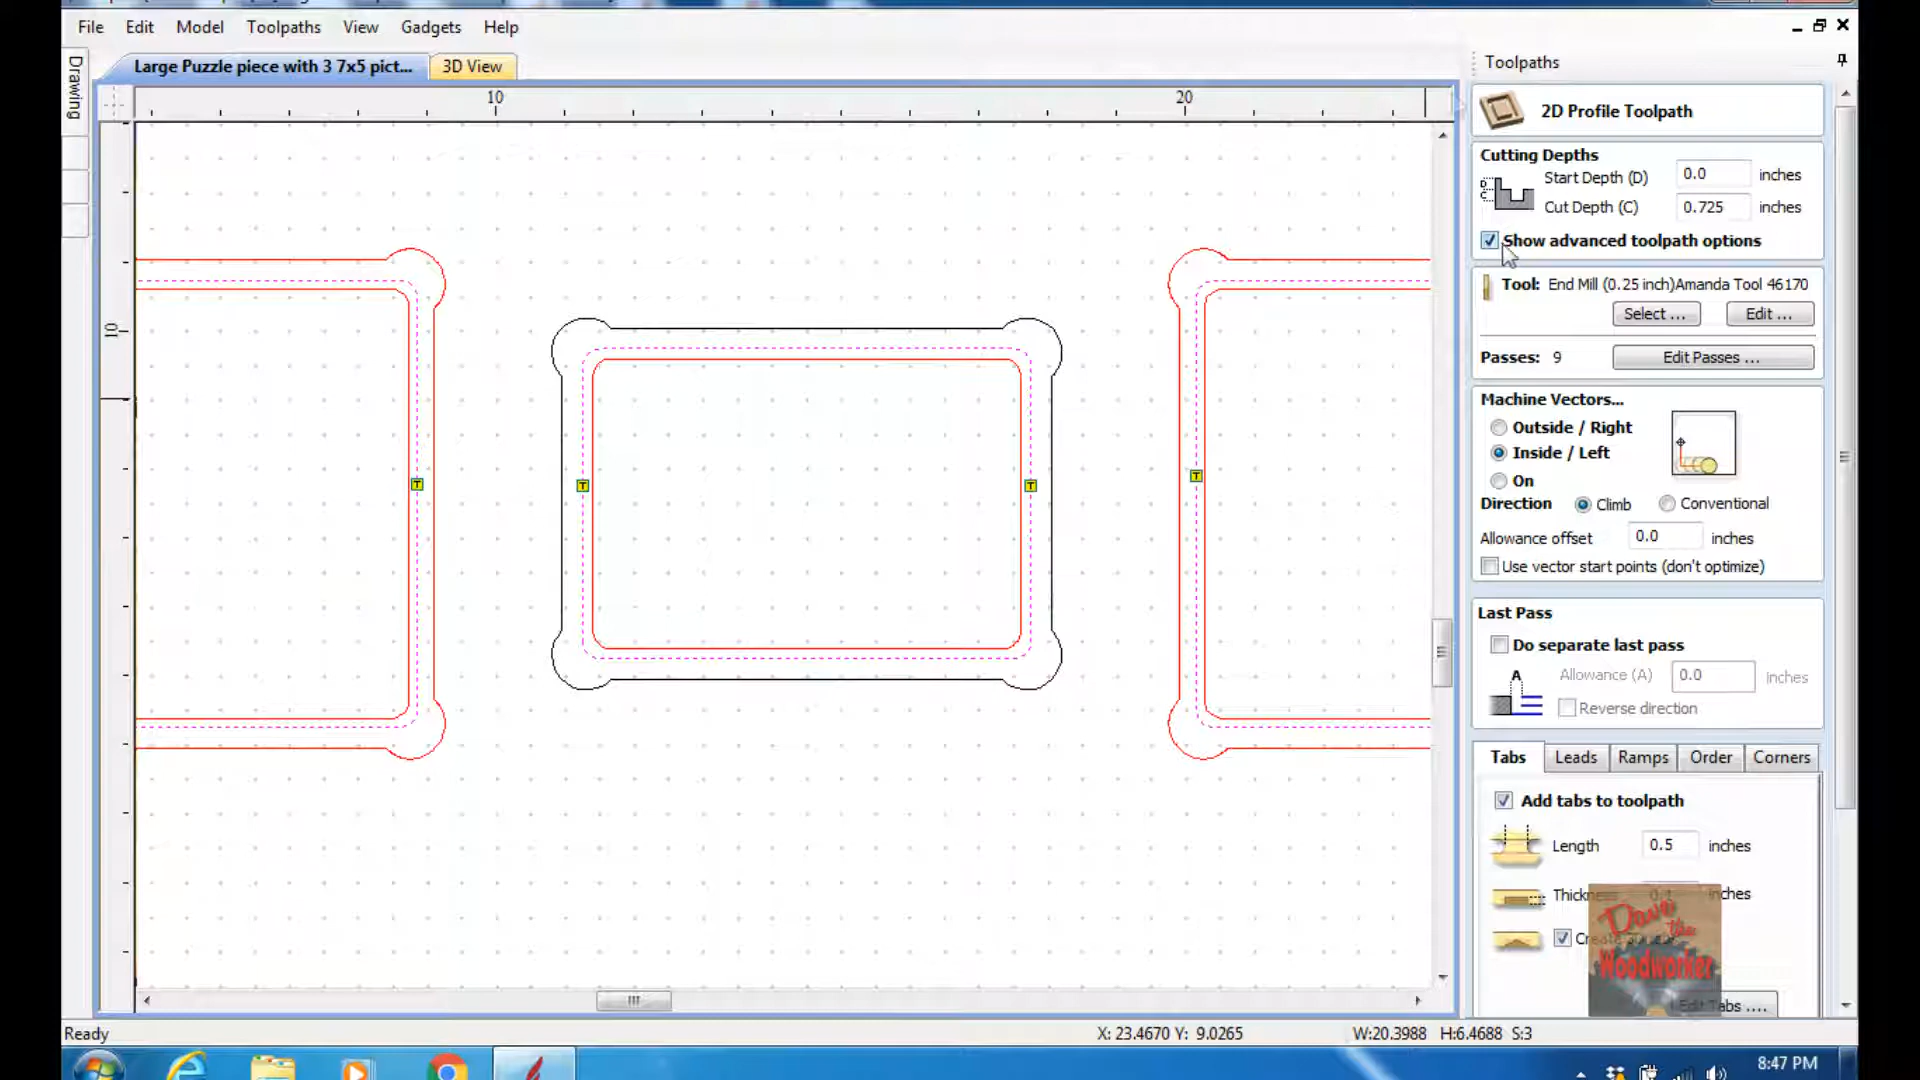 File Edit Model Toolpaths View Gadgets Help
Drawing
Large Puzzle piece with 3 7x5 pict... 3D View
10 20
10
T T T T
Toolpaths
2D Profile Toolpath
Cutting Depths
Start Depth (D) 0.0 inches
D
C
Cut Depth (C) 0.725 inches
Show advanced toolpath options
Tool: End Mill (0.25 inch)Amanda Tool 46170
Select ... Edit ...
Passes: 9 Edit Passes ...
Machine Vectors...
Outside / Right
Inside / Left
On
Direction Climb Conventional
Allowance offset 0.0 inches
Use vector start points (don't optimize)
Last Pass
Do separate last pass
A Allowance (A) 0.0 inches
Reverse direction
Tabs Leads Ramps Order Corners
Add tabs to toolpath
Length 0.5 inches
Dave the Woodworker
Edit Tabs ....
Ready X: 23.4670 Y: 9.0265 W:20.3988 H:6.4688 S:3
8:47 PM